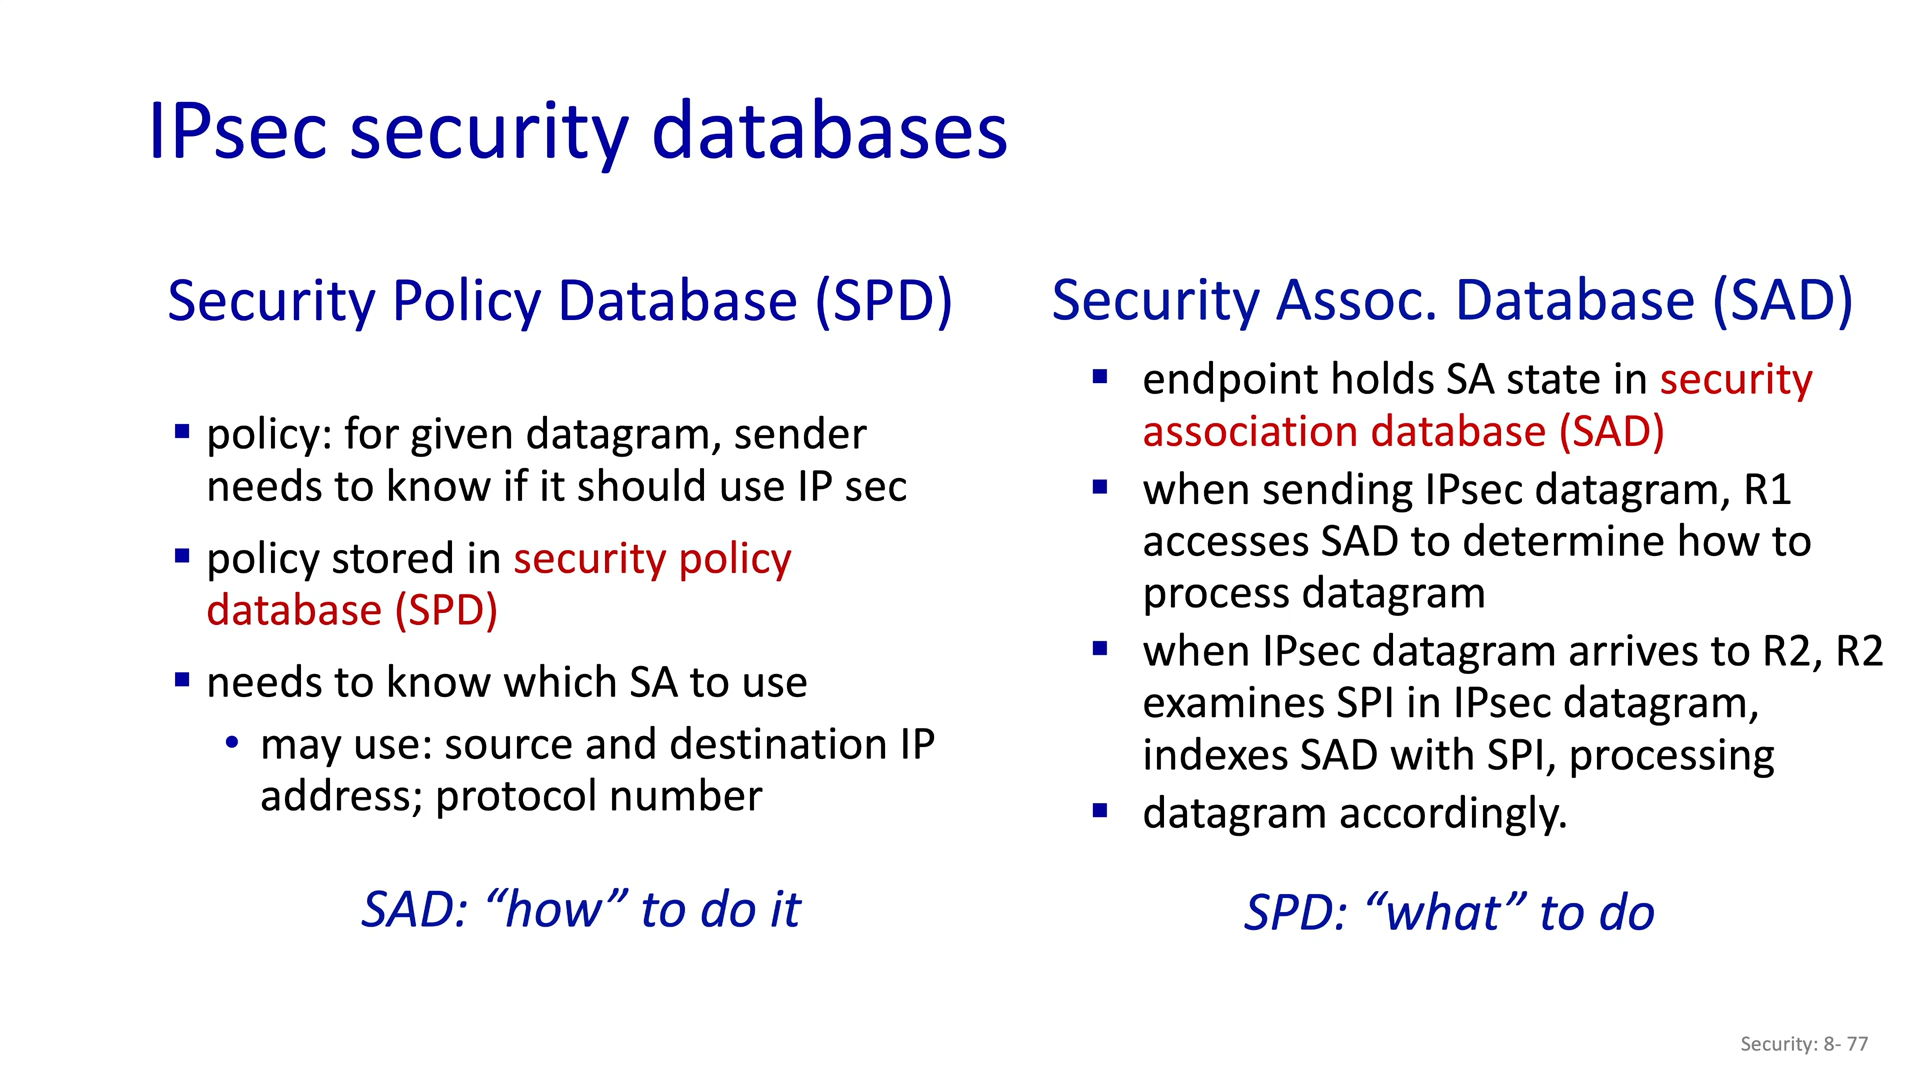 IPsec security databases
Security Policy Database (SPD)
▪ policy: for given datagram, sender
needs to know if it should use IP sec
▪ policy stored in security policy
database (SPD)
▪ needs to know which SA to use
• may use: source and destination IP
address; protocol number
SAD: “how” to do it
Security Assoc. Database (SAD)
▪ endpoint holds SA state in security
association database (SAD)
▪ when sending IPsec datagram, R1
accesses SAD to determine how to
process datagram
▪ when IPsec datagram arrives to R2, R2
examines SPI in IPsec datagram,
indexes SAD with SPI, processing
▪ datagram accordingly.
SPD: “what” to do
Security: 8- 77